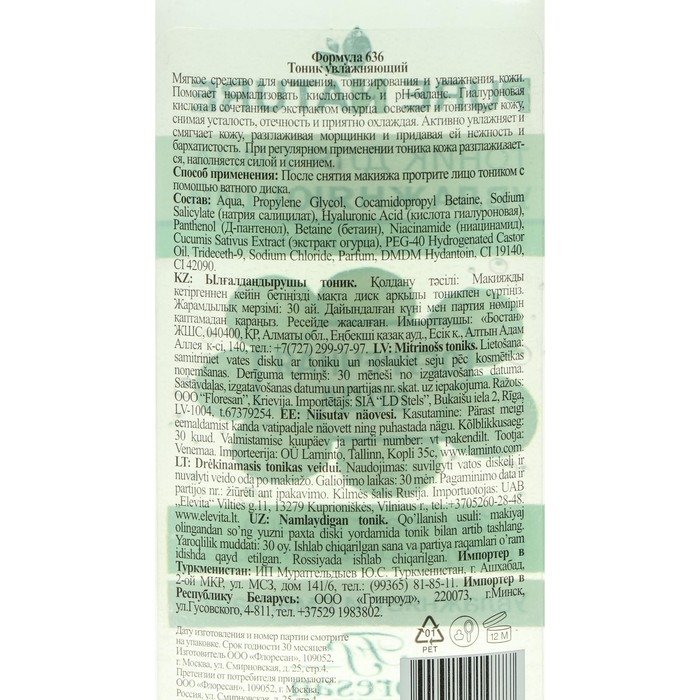 Формула 636
Тоник увлажняющий
Мягкое средство для очищения, тонизирования и увлажнения кожи.
Помогает нормализовать кислотность и pH-баланс. Гиалуроновая
кислота в сочетании с экстрактом огурца освежает и тонизирует кожу,
снимая усталость, отечность и приятно охлаждая. Активно увлажняет и
смягчает кожу, разглаживая морщинки и придавая ей нежность и
бархатистость. При регулярном применении тоника кожа разглаживает-
ся, наполняется силой и сиянием.
Способ применения: После снятия макияжа протрите лицо тоником с
помощью ватного диска.
Состав: Aqua, Propylene Glycol, Cocamidopropyl Betaine, Sodium
Salicylate (натрия салицилат), Hyaluronic Acid (кислота гиалуроновая),
Panthenol (Д-пантенол), Betaine (бетаин), Niacinamide (ниацинамид),
Cucumis Sativus Extract (экстракт огурца), PEG-40 Hydrogenated Castor
Oil, Trideceth-9, Sodium Chloride, Parfum, DMDM Hydantoin, CI 19140,
CI 42090.
KZ: Ылғалдандырушы тоник. Қолдану тәсілі: Макияжды
кетіргеннен кейін бетіңізді мақта диск арқылы тоникпен сүртіңіз.
Жарамдылық мерзімі: 30 ай. Дайындалған күні мен партия нөмірін
қаптамадан қараңыз. Ресейде жасалған. Импорттаушы: «Бостан»
ЖШС, 040400, ҚР, Алматы обл., Еңбекші қазақ ауд., Есік қ., Алтын Адам
Аллея к-сі, 140, тел.: +7(727) 299-97-97. LV: Mitrinošs toniks. Lietošana:
samitriniet vates disku ar toniku un noslaukiet seju pēc kosmētikas
noņemšanas. Derīguma termiņš: 30 mēneši no izgatavošanas datuma.
Sastāvdaļas, izgatavošanas datumu un partijas nr. skat. uz iepakojuma. Ražots:
OOO "Floresan", Krievija. Importētājs: SIA "LD Stels", Bukaišu iela 2, Rīga,
LV-1004, t.67379254. EE: Niisutav näovesi. Kasutamine: Pärast meigi
eemaldamist kanda vatipadjale näovett ning puhastada nägu. Kõlblikkusaeg:
30 kuud. Valmistamise kuupäev ja partii number: vt pakendilt. Tootja:
Venemaa. Importeerija: OÜ Laminto, Tallinn, Kopli 35c, www.laminto.com.
LT: Drėkinamasis tonikas veidui. Naudojimas: suvilgyti vatos diskelį ir
nuvalyti veido odą po makiažo. Galiojimo laikas: 30 mėn. Pagaminimo data ir
partijos nr.: žiūrėti ant įpakavimo. Kilmės šalis Rusija. Importuotojas: UAB
„Elevita" Vilties g.11, 13279 Kuprioniškės, Vilniaus r., tel.:+3705260-28-48,
www.elevita.lt. UZ: Namlaydigan tonik. Qo'llanish usuli: makiyaj
olingandan so'ng yuzni paxta diski yordamida tonik bilan artib tashlang.
Yaroqlilik muddati: 30 oy. Ishlab chiqarilgan sana va partiya raqamlari o'ram
idishda qayd etilgan. Rossiyada ishlab chiqarilgan. Импортер в
Туркменистан: ИП Муратгельдыев Ю.С. Туркменистан, г. Ашхабад,
2-ой МКР, ул. МСЗ, дом 141/6, тел.: (99365) 81-85-11. Импортер в
Республику Беларусь: ООО «Гринроуд», 220073, г.Минск,
ул.Гусовского, 4-811, тел. +37529 1983802.
Дату изготовления и номер партии смотрите
на упаковке. Срок годности 30 месяцев.
Изготовитель ООО «Флоресан», 109052,
г. Москва, ул. Смирновская, д. 25, стр.4.
Претензии от потребителя принимаются:
ООО «Флоресан», 109052, г. Москва,
Россия, ул. Смирновская, д. 25, стр.4
01
PET
12 M